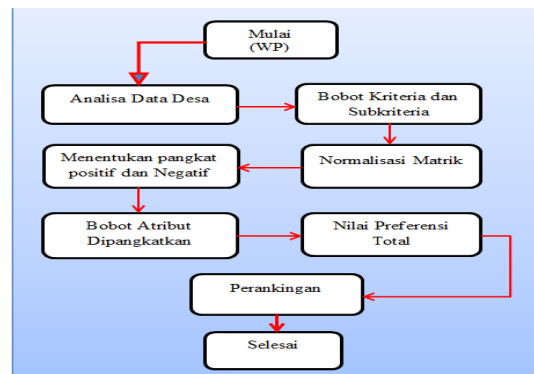 Mulai
(WP)
Analisa Data Desa
Bobot Kriteria dan
Subkriteria
Normalisasi Matrik
Menentukan pangkat
positif dan Negatif
Bobot Atribut
Dipangkatkan
Nilai Preferensi
Total
Perankingan
Selesai